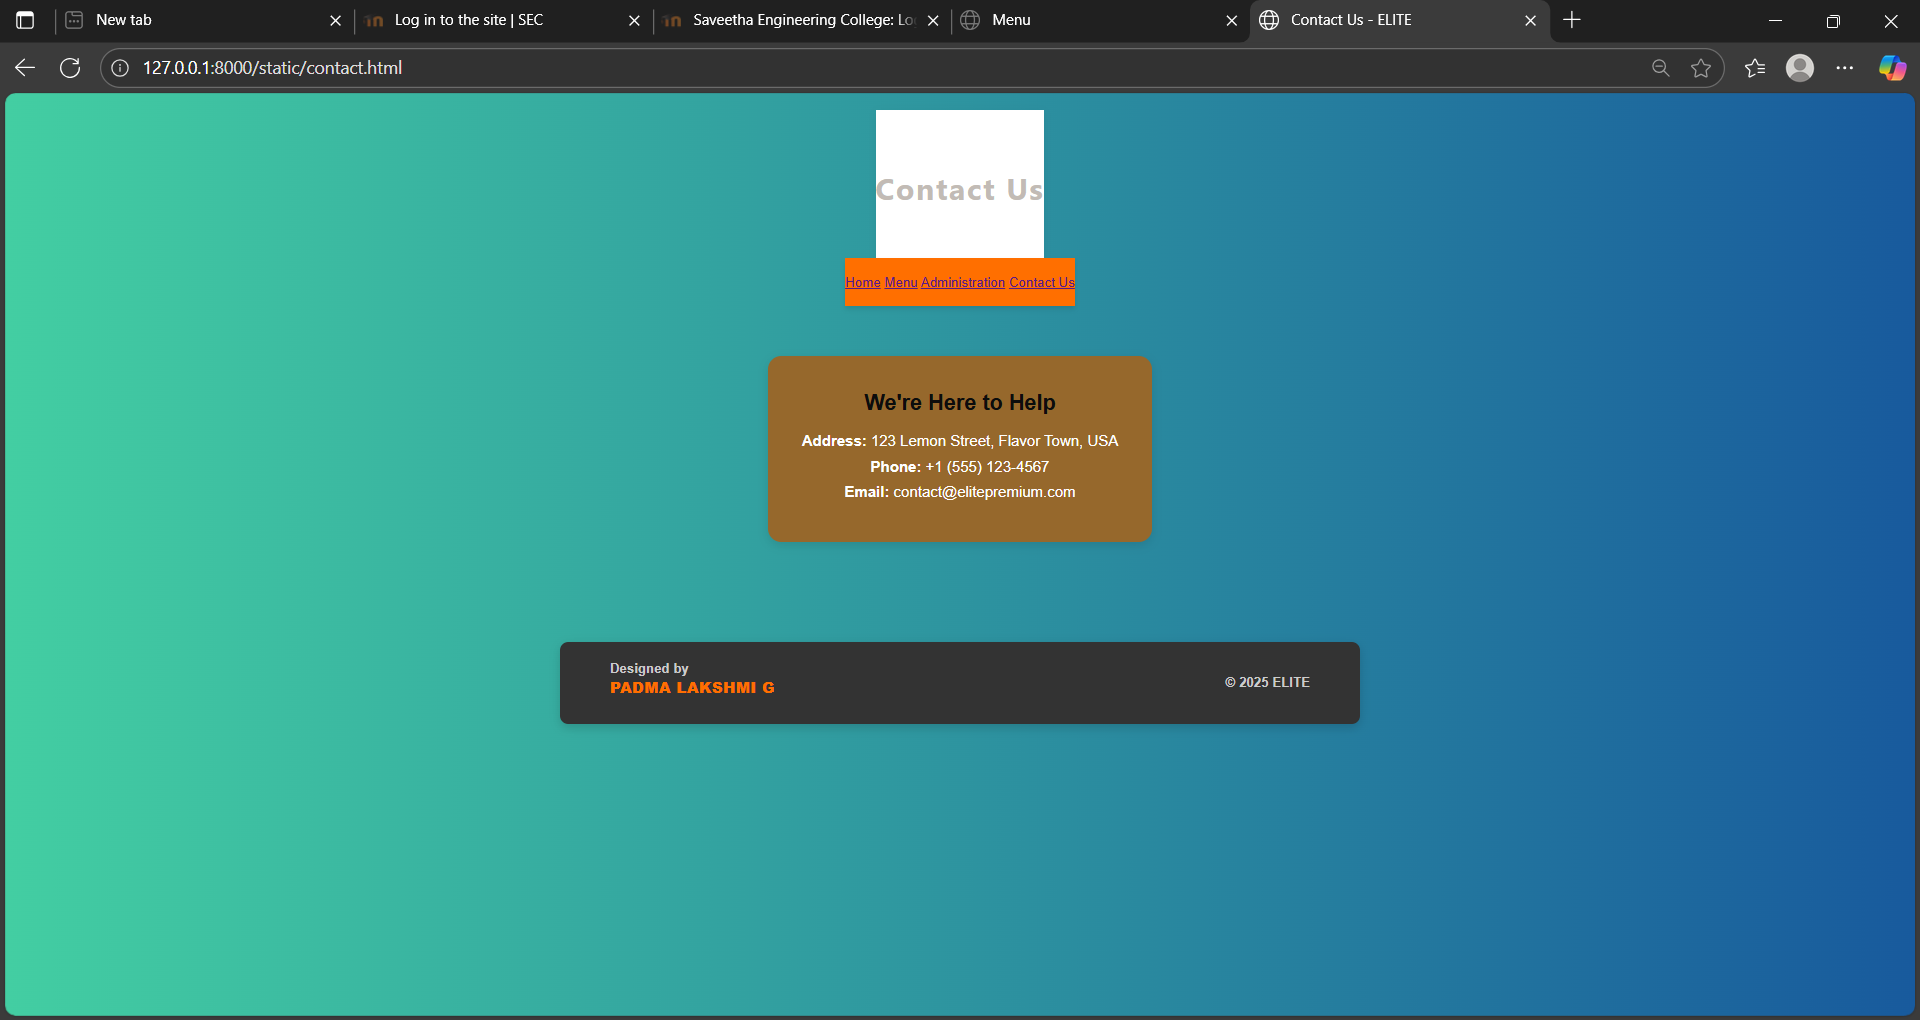 New tab
Log in to the site | SEC
Saveetha Engineering College: Lo
Menu
Contact Us - ELITE
127.0.0.1:8000/static/contact.html
Contact Us
Home Menu Administration Contact Us
We're Here to Help
Address: 123 Lemon Street, Flavor Town, USA
Phone: +1 (555) 123-4567
Email: contact@elitepremium.com
Designed by
PADMA LAKSHMI G
© 2025 ELITE